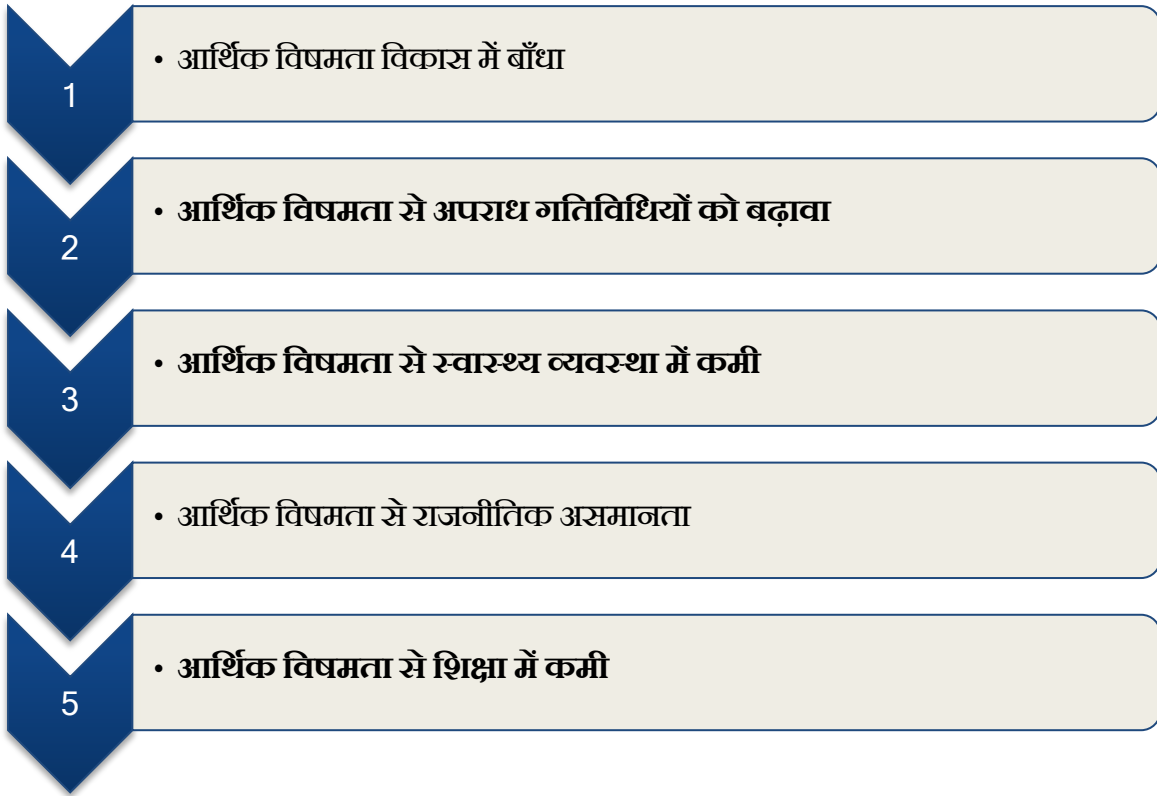 1
• आर्थिक विषमता विकास में बाँधा
2
• आर्थिक विषमता से अपराध गतिविधियों को बढ़ावा
3
• आर्थिक विषमता से स्वास्थ्य व्यवस्था में कमी
4
• आर्थिक विषमता से राजनीतिक असमानता
5
• आर्थिक विषमता से शिक्षा में कमी